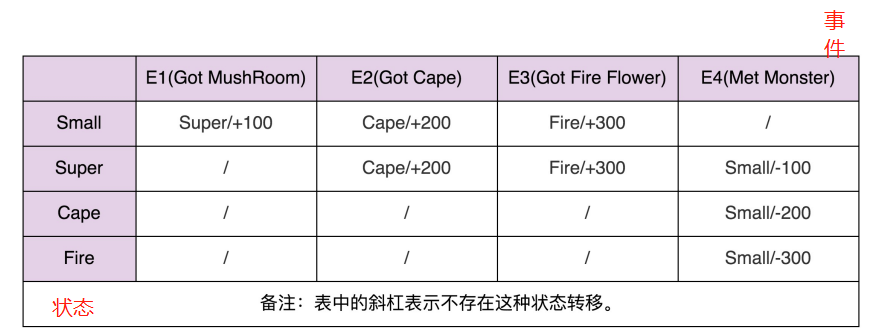 事
件
E1(Got MushRoom) E2(Got Cape) E3(Got Fire Flower) E4(Met Monster)
Small Super/+100 Cape/+200 Fire/+300 /
Super / Cape/+200 Fire/+300 Small/-100
Cape / / / Small/-200
Fire / / / Small/-300
状态 备注：表中的斜杠表示不存在这种状态转移。